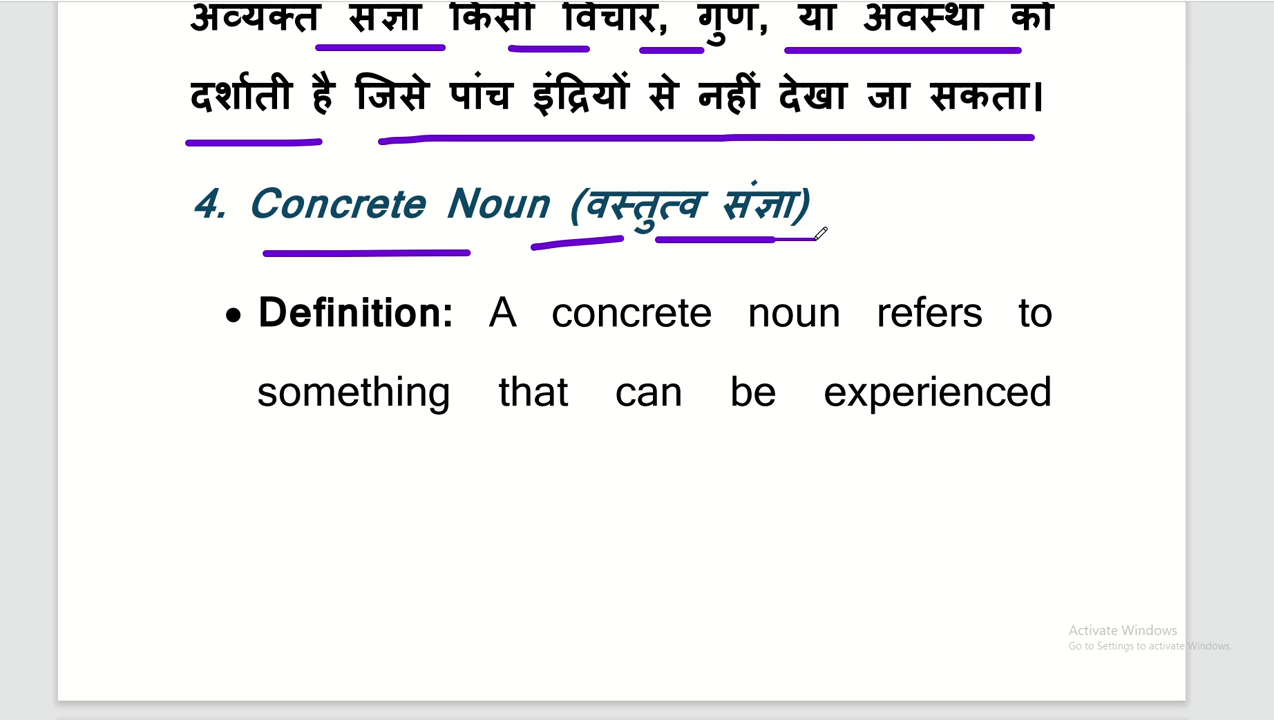 अव्यक्त संज्ञा किसी विचार, गुण, या अवस्था को
दर्शाती है जिसे पांच इंद्रियों से नहीं देखा जा सकता।
4. Concrete Noun (वस्तुत्व संज्ञा)
• Definition: A concrete noun refers to
something that can be experienced
Activate Windows
Go to Settings to activate Windows.